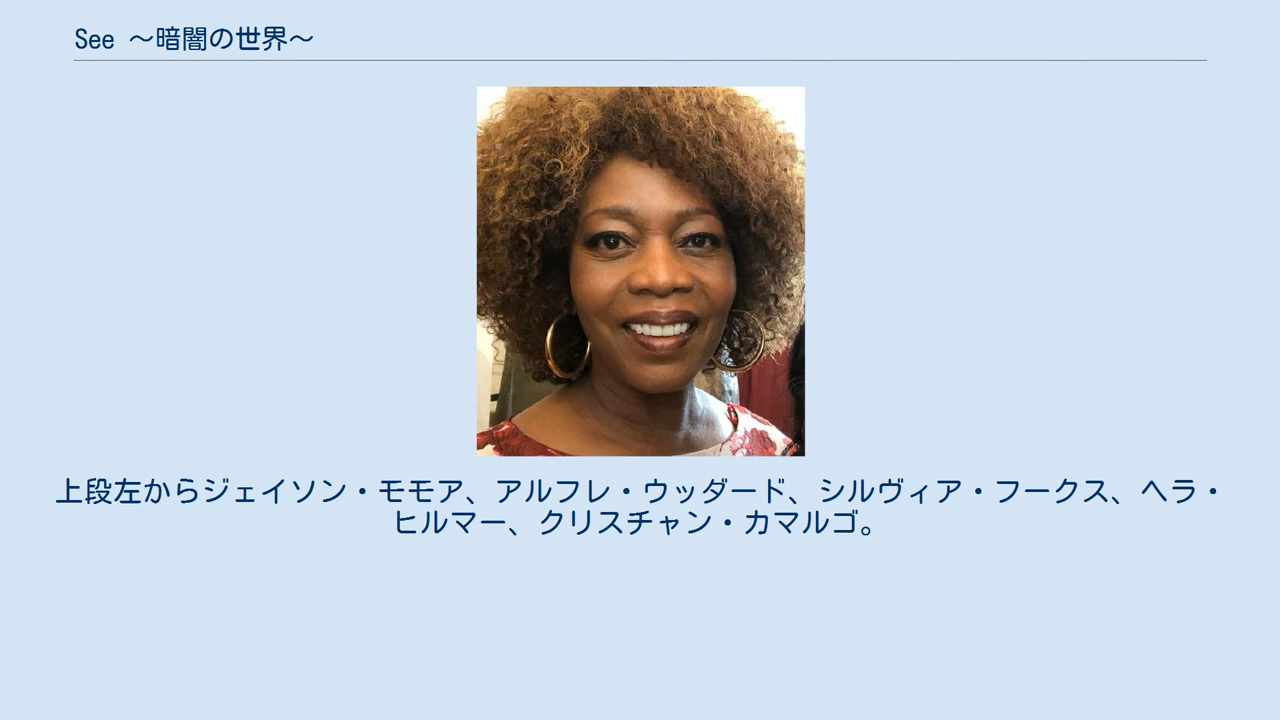 See ～暗闇の世界～
上段左からジェイソン・モモア、アルフレ・ウッダード、シルヴィア・フークス、ヘラ・
ヒルマー、クリスチャン・カマルゴ。